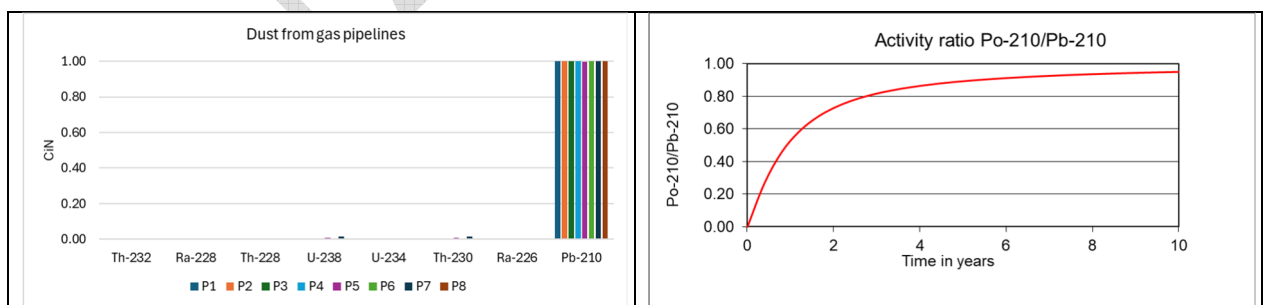 Dust from gas pipelines
1.00
0.80
0.60
0.40
0.20
0.00
CiN
Th-232 Ra-228 Th-228 U-238 U-234 Th-230 Ra-226 Pb-210
P1 P2 P3 P4 P5 P6 P7 P8
Activity ratio Po-210/Pb-210
1.00
0.80
0.60
0.40
0.20
0.00
Po-210/Pb-210
0 2 4 6 8 10
Time in years